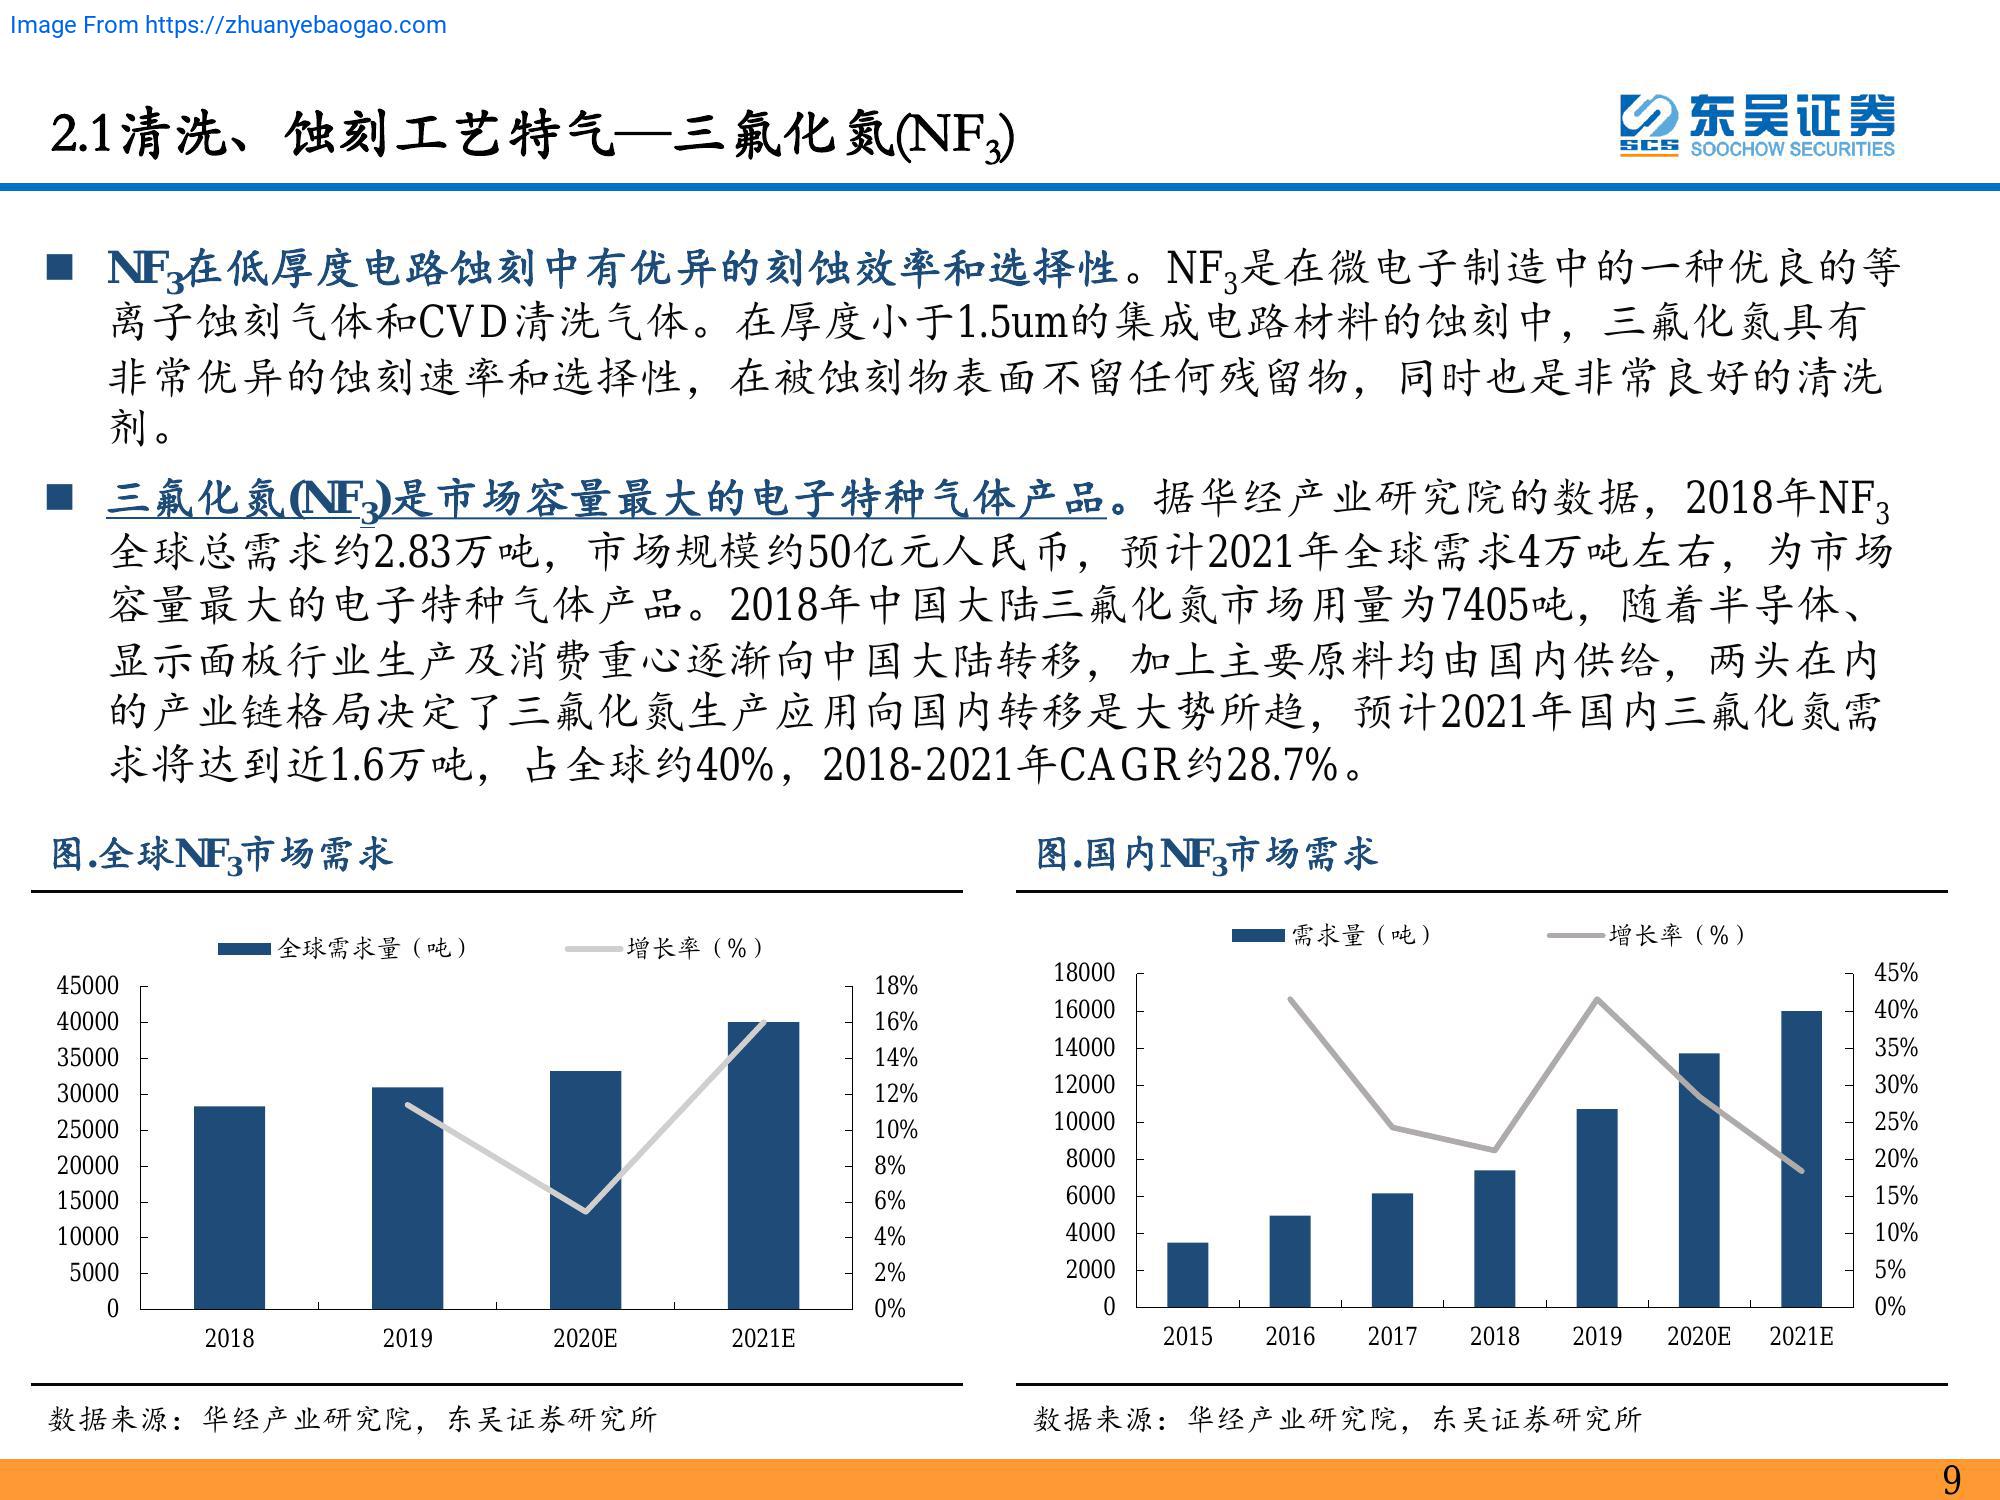 Image From https://zhuanyebaogao.com
2.1清洗、蚀刻工艺特气—三氟化氮(NF3)
东吴证券
SCS SOOCHOW SECURITIES
■ NF3在低厚度电路蚀刻中有优异的刻蚀效率和选择性。NF3是在微电子制造中的一种优良的等
离子蚀刻气体和CVD清洗气体。在厚度小于1.5um的集成电路材料的蚀刻中，三氟化氮具有
非常优异的蚀刻速率和选择性，在被蚀刻物表面不留任何残留物，同时也是非常良好的清洗
剂。
■ 三氟化氮(NF3)是市场容量最大的电子特种气体产品。据华经产业研究院的数据，2018年NF3
全球总需求约2.83万吨，市场规模约50亿元人民币，预计2021年全球需求4万吨左右，为市场
容量最大的电子特种气体产品。2018年中国大陆三氟化氮市场用量为7405吨，随着半导体、
显示面板行业生产及消费重心逐渐向中国大陆转移，加上主要原料均由国内供给，两头在内
的产业链格局决定了三氟化氮生产应用向国内转移是大势所趋，预计2021年国内三氟化氮需
求将达到近1.6万吨，占全球约40%，2018-2021年CAGR约28.7%。
图.全球NF3市场需求
全球需求量（吨） 增长率（%）
45000 18%
40000 16%
35000 14%
30000 12%
25000 10%
20000 8%
15000 6%
10000 4%
5000 2%
0 0%
2018 2019 2020E 2021E
数据来源：华经产业研究院，东吴证券研究所
图.国内NF3市场需求
需求量（吨） 增长率（%）
18000 45%
16000 40%
14000 35%
12000 30%
10000 25%
8000 20%
6000 15%
4000 10%
2000 5%
0 0%
2015 2016 2017 2018 2019 2020E 2021E
数据来源：华经产业研究院，东吴证券研究所
9